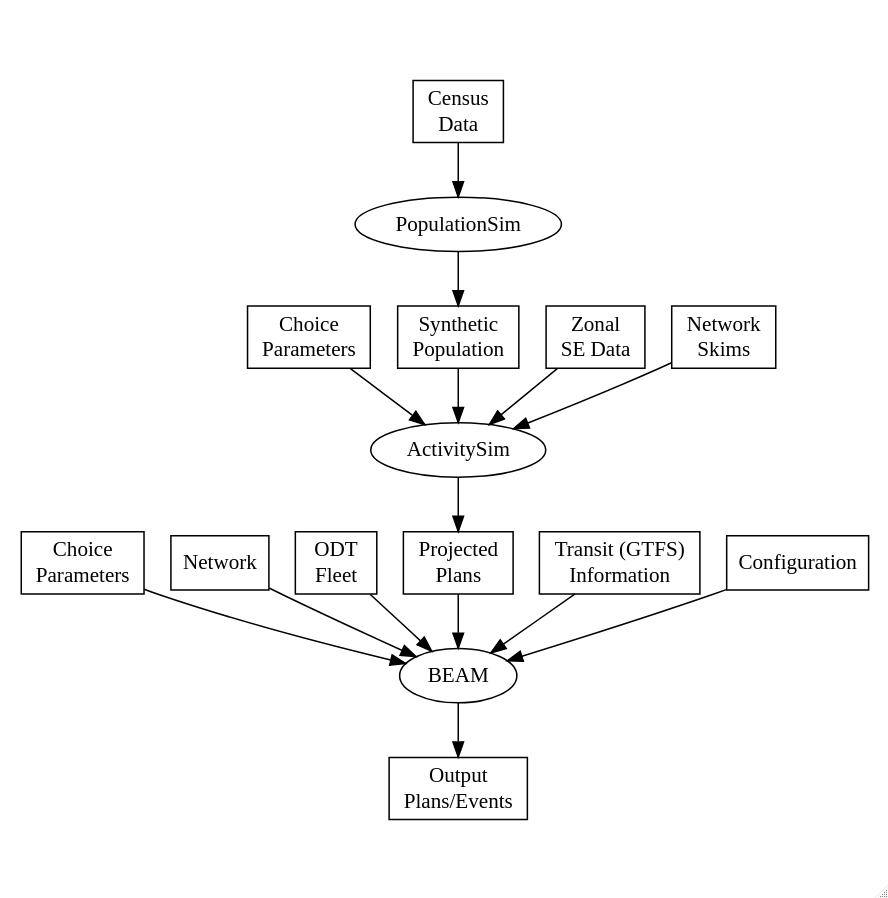 Census
Data
PopulationSim
Choice
Parameters
Synthetic
Population
Zonal
SE Data
Network
Skims
ActivitySim
Choice
Parameters
Network
ODT
Fleet
Projected
Plans
Transit (GTFS)
Information
Configuration
BEAM
Output
Plans/Events